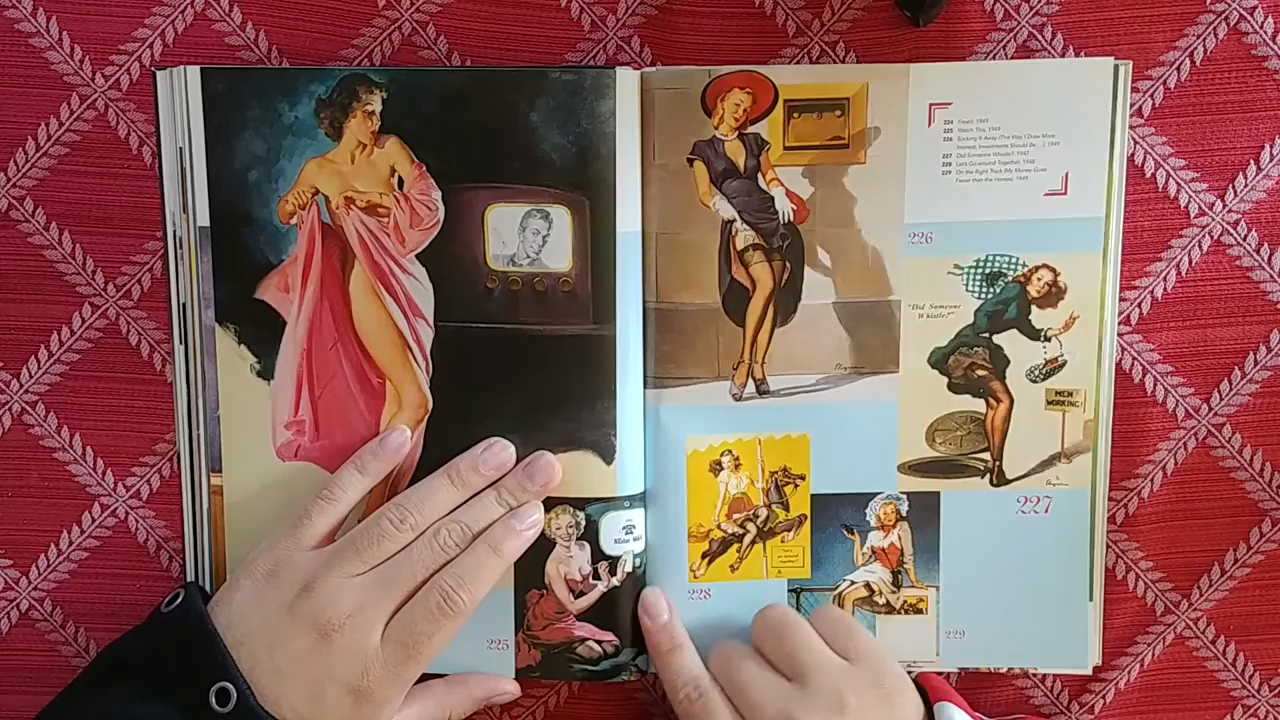 224 Fresh!, 1949
225 Watch This, 1949
226 Socking It Away (The Way I Draw More
Interest, Investments Should Be ...), 1949
227 Did Someone Whistle?, 1947
228 Let's Go around Together, 1948
229 On the Right Track (My Money Goes
Faster than the Horses), 1949
226
"Did Someone
Whistle?"
MEN
WORKING!
227
228
229
225